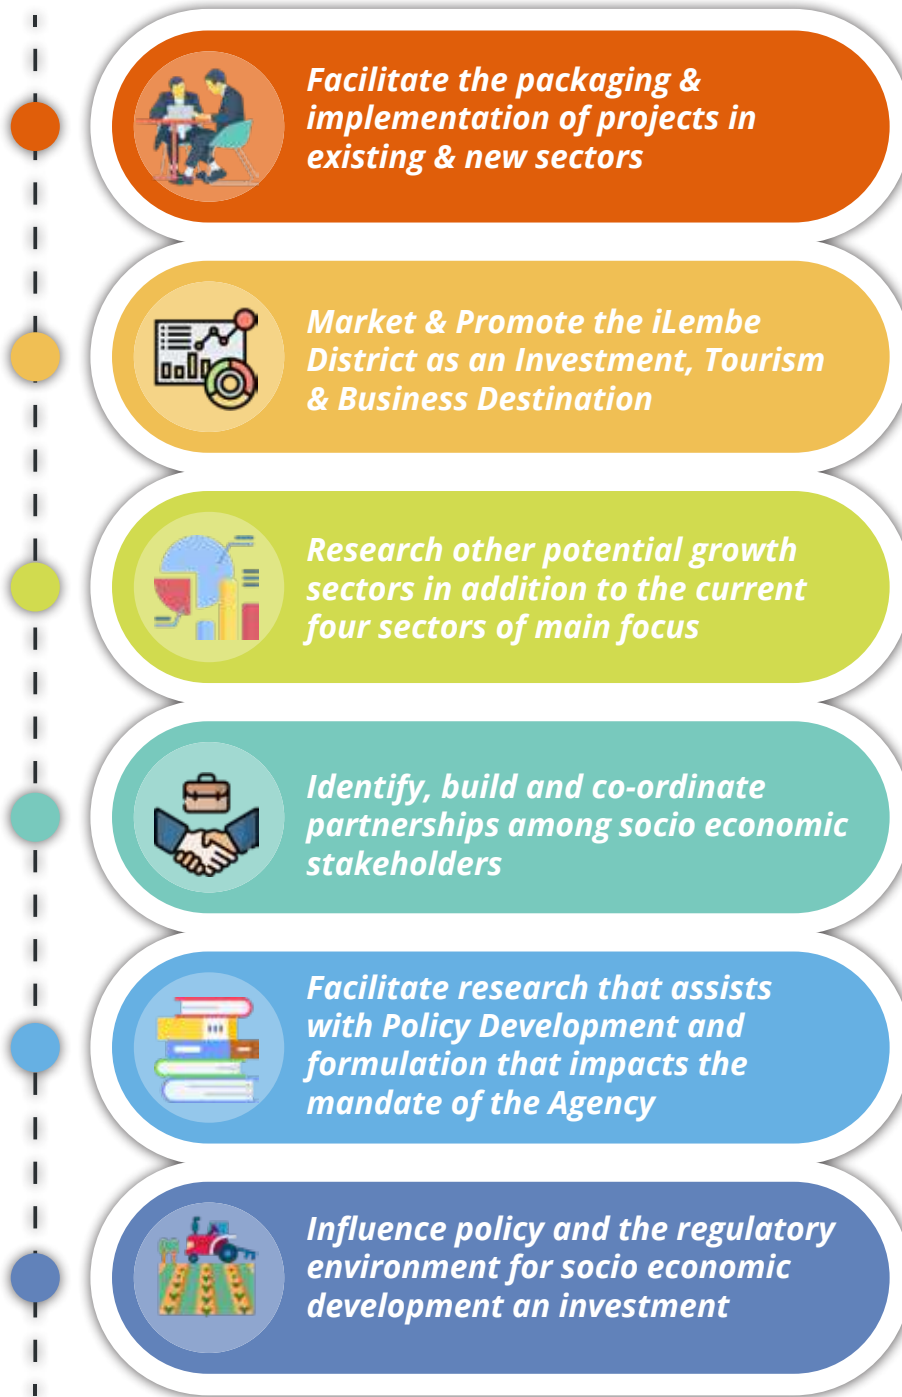 Facilitate the packaging &
implementation of projects in
existing & new sectors
Market & Promote the iLembe
District as an Investment, Tourism
& Business Destination
Research other potential growth
sectors in addition to the current
four sectors of main focus
Identify, build and co-ordinate
partnerships among socio economic
stakeholders
Facilitate research that assists
with Policy Development and
formulation that impacts the
mandate of the Agency
Influence policy and the regulatory
environment for socio economic
development an investment